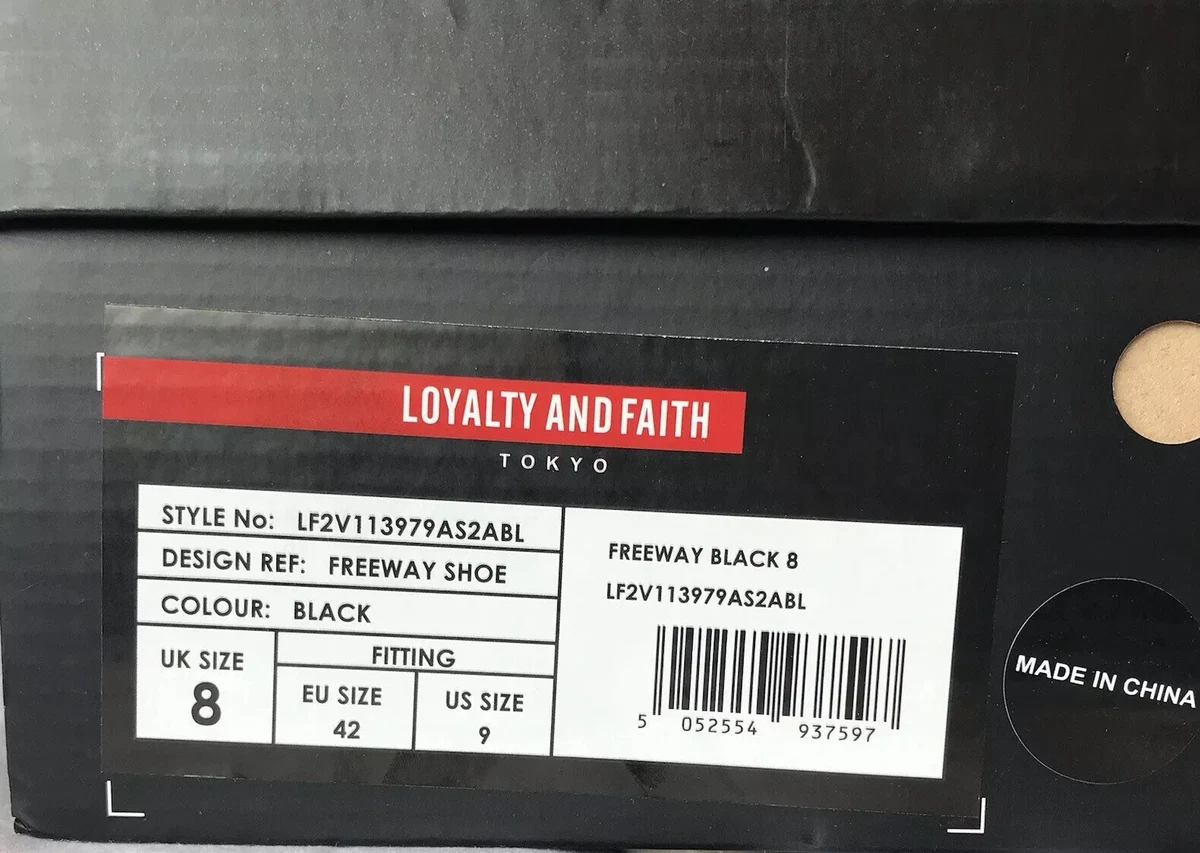 LOYALTY AND FAITH
TOKYO
STYLE No: LF2V113979AS2ABL
DESIGN REF: FREEWAY SHOE
COLOUR: BLACK
UK SIZE
8
FITTING
EU SIZE
42
US SIZE
9
FREEWAY BLACK 8
LF2V113979AS2ABL
5 052554 937597
MADE IN CHINA